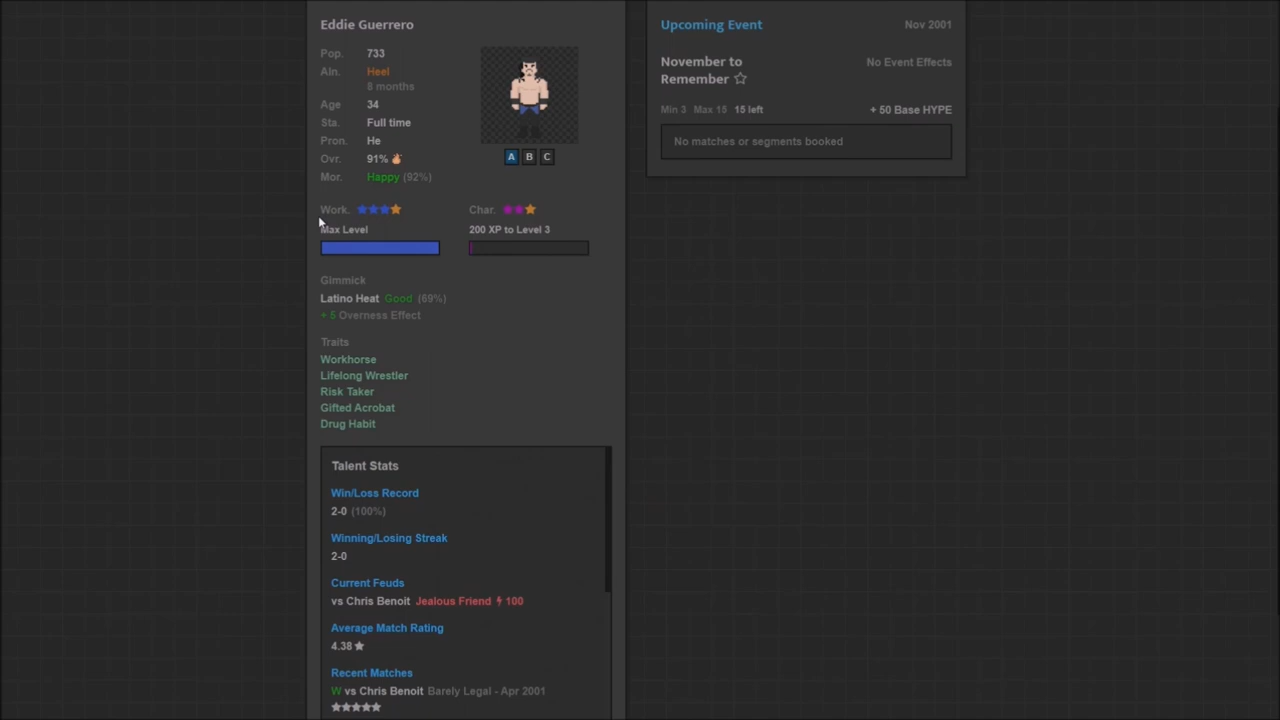 Eddie Guerrero
Pop. 733
Aln. Heel
8 months
Age 34
Sta. Full time
Pron. He
Ovr. 91%
Mor. Happy (92%)
A B C
Work. Char.
Max Level 200 XP to Level 3
Gimmick
Latino Heat Good (69%)
+ 5 Overness Effect
Traits
Workhorse
Lifelong Wrestler
Risk Taker
Gifted Acrobat
Drug Habit
Talent Stats
Win/Loss Record
2-0 (100%)
Winning/Losing Streak
2-0
Current Feuds
vs Chris Benoit Jealous Friend 100
Average Match Rating
4.38
Recent Matches
W vs Chris Benoit Barely Legal - Apr 2001
Upcoming Event Nov 2001
November to No Event Effects
Remember
Min 3 Max 15 15 left + 50 Base HYPE
No matches or segments booked